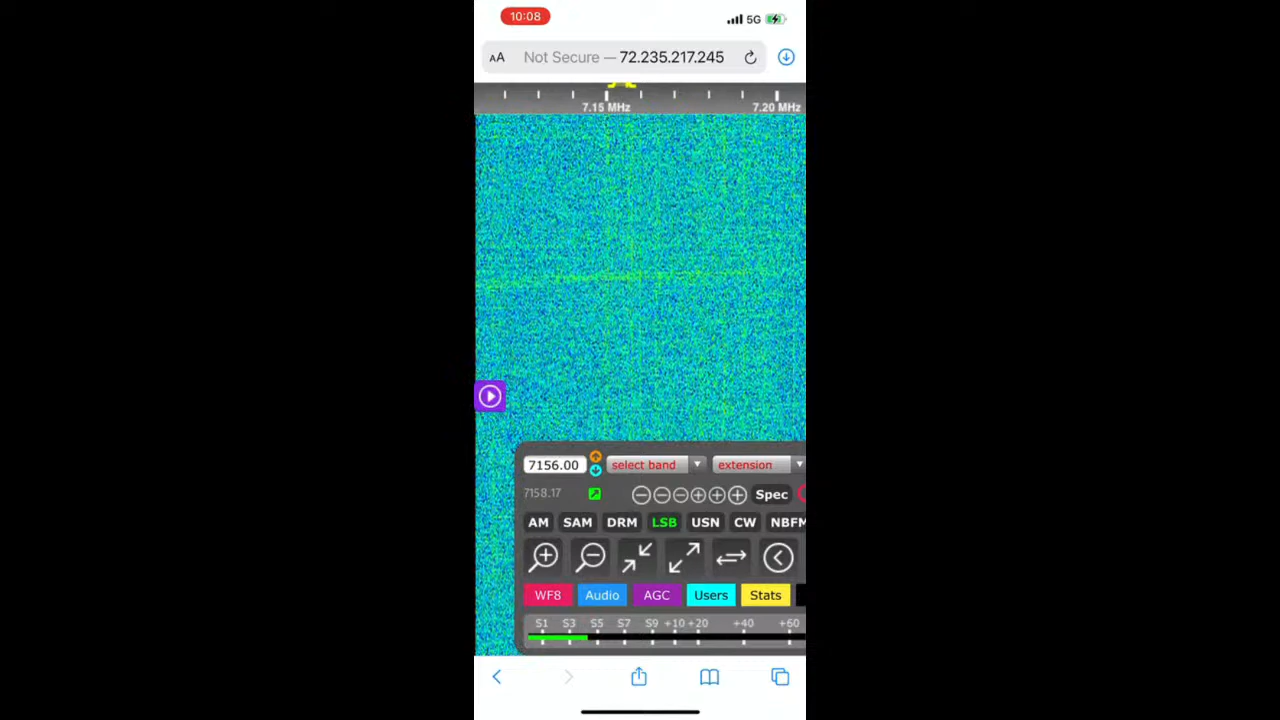 10:08
5G
AA
Not Secure — 72.235.217.245
7.15 MHz
7.20 MHz
7156.00
select band
extension
7158.17
Spec
AM SAM DRM LSB USN CW NBFM
WF8 Audio AGC Users Stats
S1 S3 S5 S7 S9 +10 +20 +40 +60